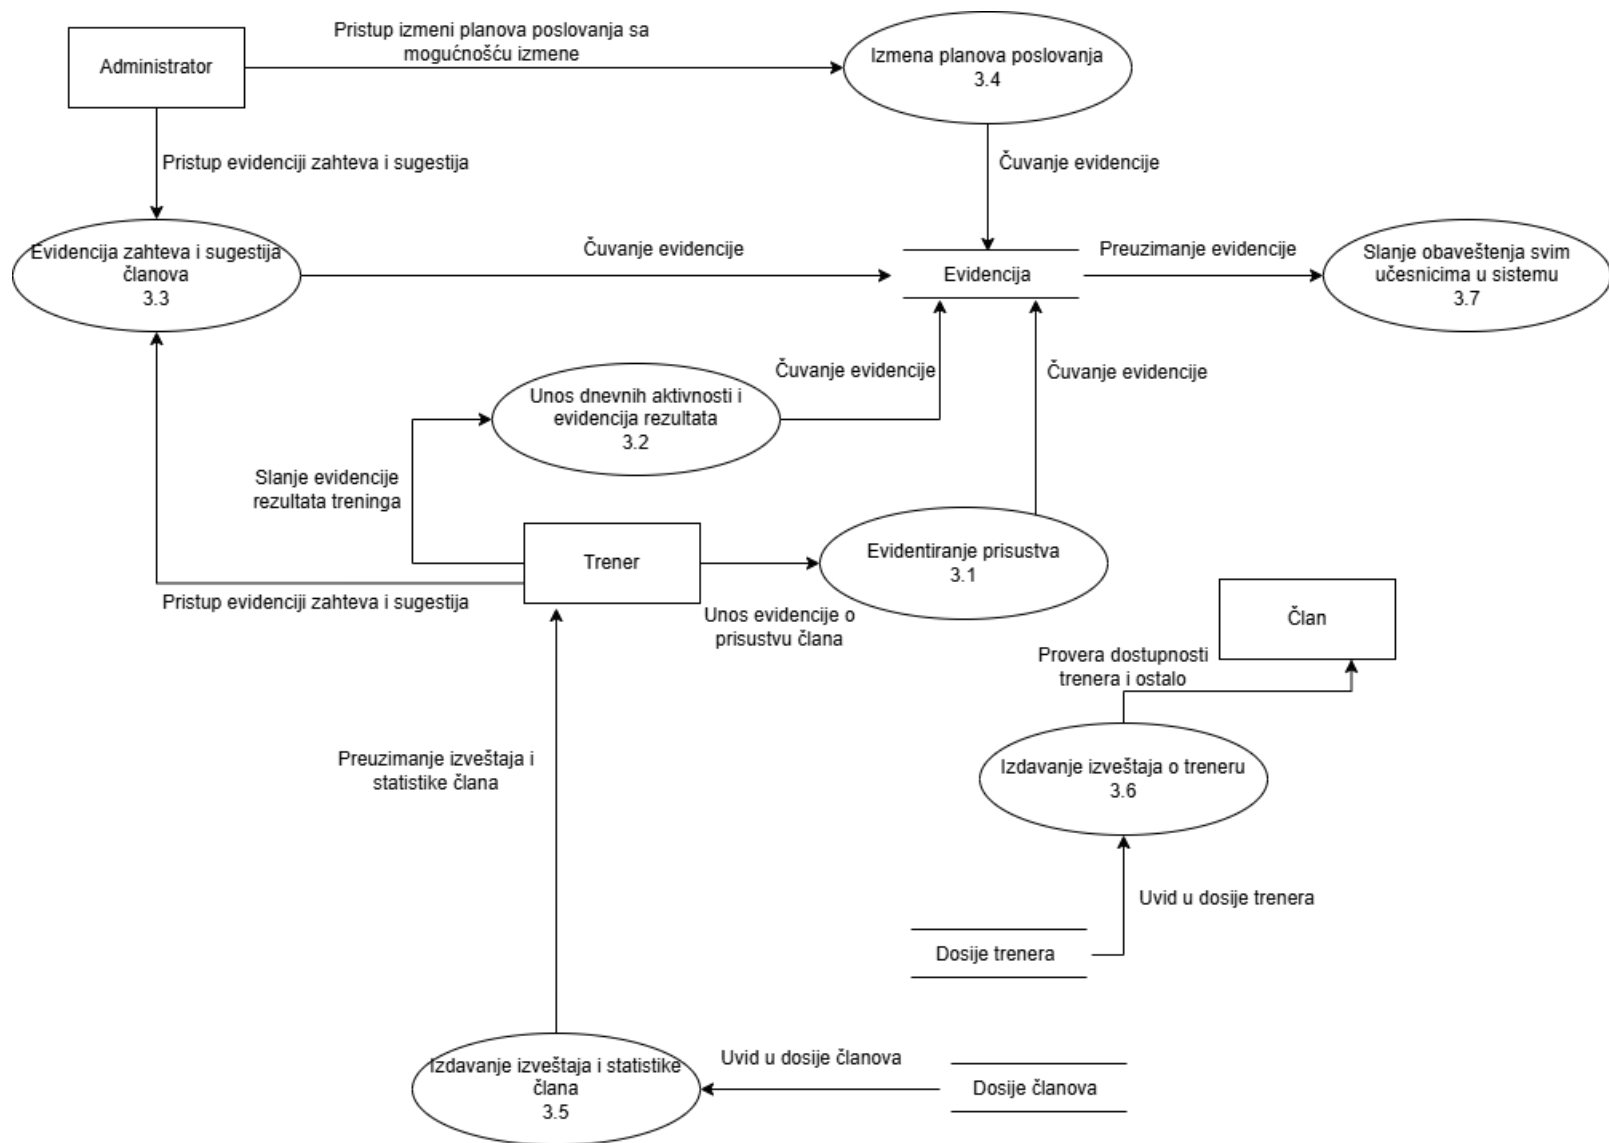 Pristup izmeni planova poslovanja sa
mogućnošću izmene
Administrator
Izmena planova poslovanja
3.4
Pristup evidenciji zahteva i sugestija
Čuvanje evidencije
Evidencija zahteva i sugestija
članova
3.3
Čuvanje evidencije
Evidencija
Preuzimanje evidencije
Slanje obaveštenja svim
učesnicima u sistemu
3.7
Unos dnevnih aktivnosti i
evidencija rezultata
3.2
Čuvanje evidencije
Čuvanje evidencije
Slanje evidencije
rezultata treninga
Trener
Evidentiranje prisustva
3.1
Pristup evidenciji zahteva i sugestija
Unos evidencije o
prisustvu člana
Član
Provera dostupnosti
trenera i ostalo
Preuzimanje izveštaja i
statistike člana
Izdavanje izveštaja o treneru
3.6
Uvid u dosije trenera
Dosije trenera
Izdavanje izveštaja i statistike
člana
3.5
Uvid u dosije članova
Dosije članova